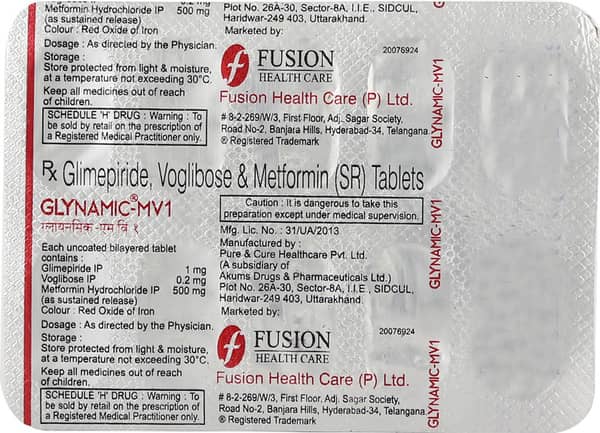 0.2 mg
Metformin Hydrochloride IP 500 mg
(as sustained release)
Colour : Red Oxide of Iron
Dosage : As directed by the Physician.
Storage :
Store protected from light & moisture,
at a temperature not exceeding 30°C.
Keep all medicines out of reach
of children.
SCHEDULE 'H' DRUG : Warning : To
be sold by retail on the prescription of
a Registered Medical Practitioner only.
Plot No. 26A-30, Sector-8A, I.I.E., SIDCUL,
Haridwar-249 403, Uttarakhand.
Marketed by:
20076924
f
FUSION
HEALTH CARE
Fusion Health Care (P) Ltd.
# 8-2-269/W/3, First Floor, Adj. Sagar Society,
Road No-2, Banjara Hills, Hyderabad-34, Telangana.
® Registered Trademark
GLYNAMIC-MV1
Rx Glimepiride, Voglibose & Metformin (SR) Tablets
GLYNAMIC®-MV1
ग्लायनमिक-एम वि १
Each uncoated bilayered tablet
contains :
Glimepiride IP 1 mg
Voglibose IP 0.2 mg
Metformin Hydrochloride IP 500 mg
(as sustained release)
Colour : Red Oxide of Iron
Dosage : As directed by the Physician.
Storage :
Store protected from light & moisture,
at a temperature not exceeding 30°C.
Keep all medicines out of reach
of children.
SCHEDULE 'H' DRUG : Warning : To
be sold by retail on the prescription of
a Registered Medical Practitioner only.
Caution : It is dangerous to take this
preparation except under medical supervision.
Mfg. Lic. No. : 31/UA/2013
Manufactured by :
Pure & Cure Healthcare Pvt. Ltd.
(A subsidiary of
Akums Drugs & Pharmaceuticals Ltd.)
Plot No. 26A-30, Sector-8A, I.I.E., SIDCUL,
Haridwar-249 403, Uttarakhand.
Marketed by:
20076924
f
FUSION
HEALTH CARE
Fusion Health Care (P) Ltd.
# 8-2-269/W/3, First Floor, Adj. Sagar Society,
Road No-2, Banjara Hills, Hyderabad-34, Telangana.
® Registered Trademark
GLYNAMIC-MV1
GLYNAMIC-MV1